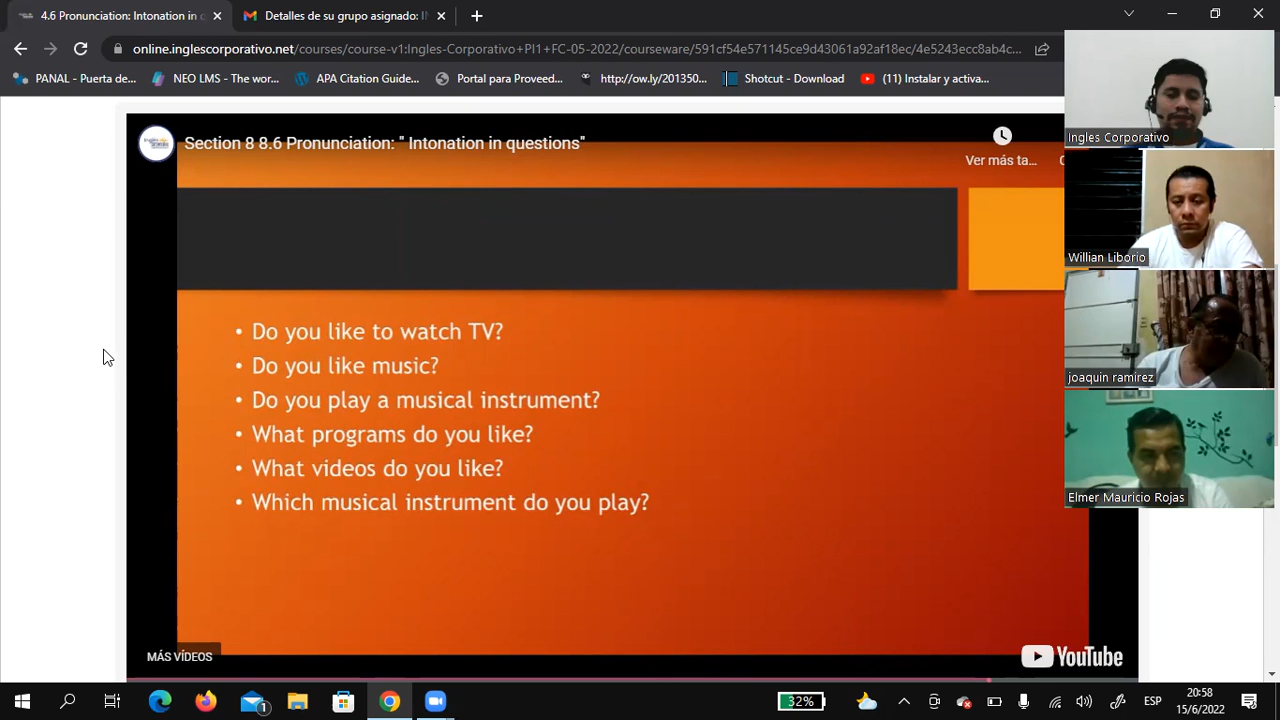 4.6 Pronunciation: Intonation in q
Detalles de su grupo asignado: I
online.inglescorporativo.net/courses/course-v1:Ingles-Corporativo+PI1+FC-05-2022/courseware/591cf54e571145ce9d43061a92af18ec/4e5243ecc8ab4c...
PANAL - Puerta de...
NEO LMS - The wor...
APA Citation Guide...
Portal para Proveed...
http://ow.ly/201350...
Shotcut - Download
(11) Instalar y activa...
Section 8 8.6 Pronunciation: " Intonation in questions"
Ver más ta...
• Do you like to watch TV?
• Do you like music?
• Do you play a musical instrument?
• What programs do you like?
• What videos do you like?
• Which musical instrument do you play?
MÁS VÍDEOS
YouTube
Ingles Corporativo
Willian Liborio
joaquin ramirez
Elmer Mauricio Rojas
1
32%
ESP
20:58
15/6/2022